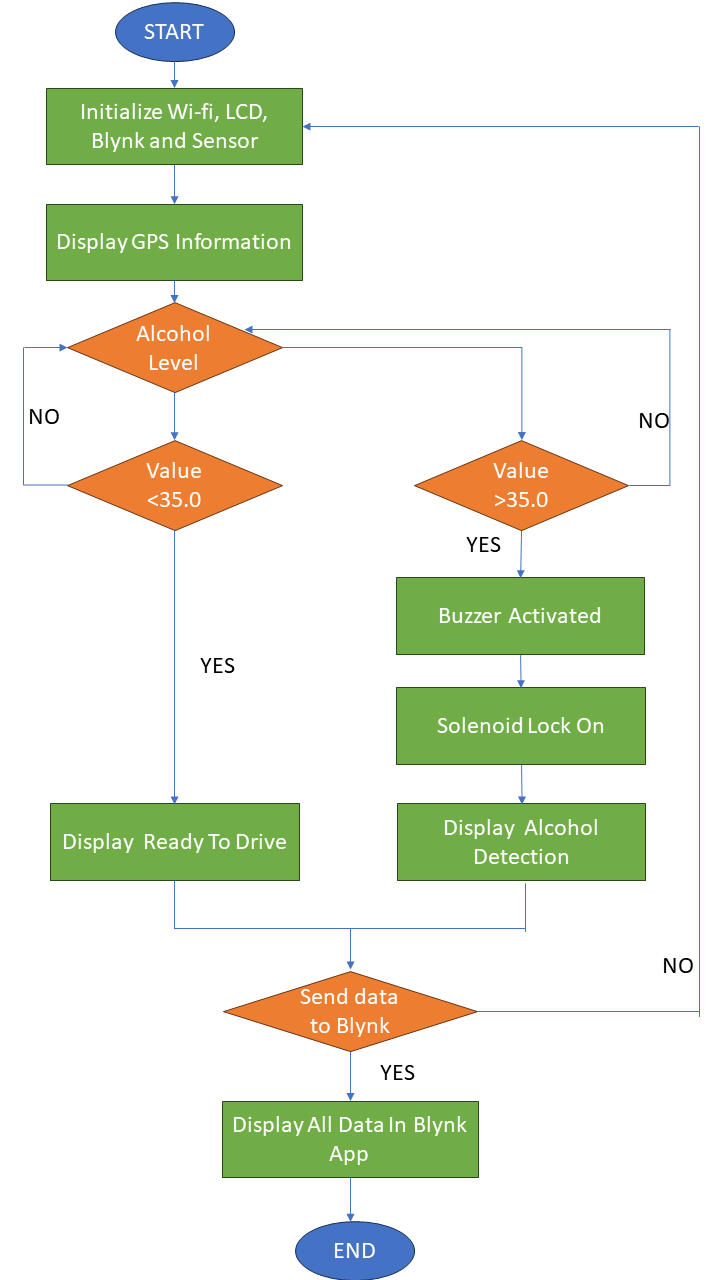 START
Initialize Wi-fi, LCD,
Blynk and Sensor
Display GPS Information
Alcohol
Level
NO
NO
Value
<35.0
Value
>35.0
YES
Buzzer Activated
YES
Solenoid Lock On
Display Ready To Drive
Display Alcohol
Detection
NO
Send data
to Blynk
YES
Display All Data In Blynk
App
END